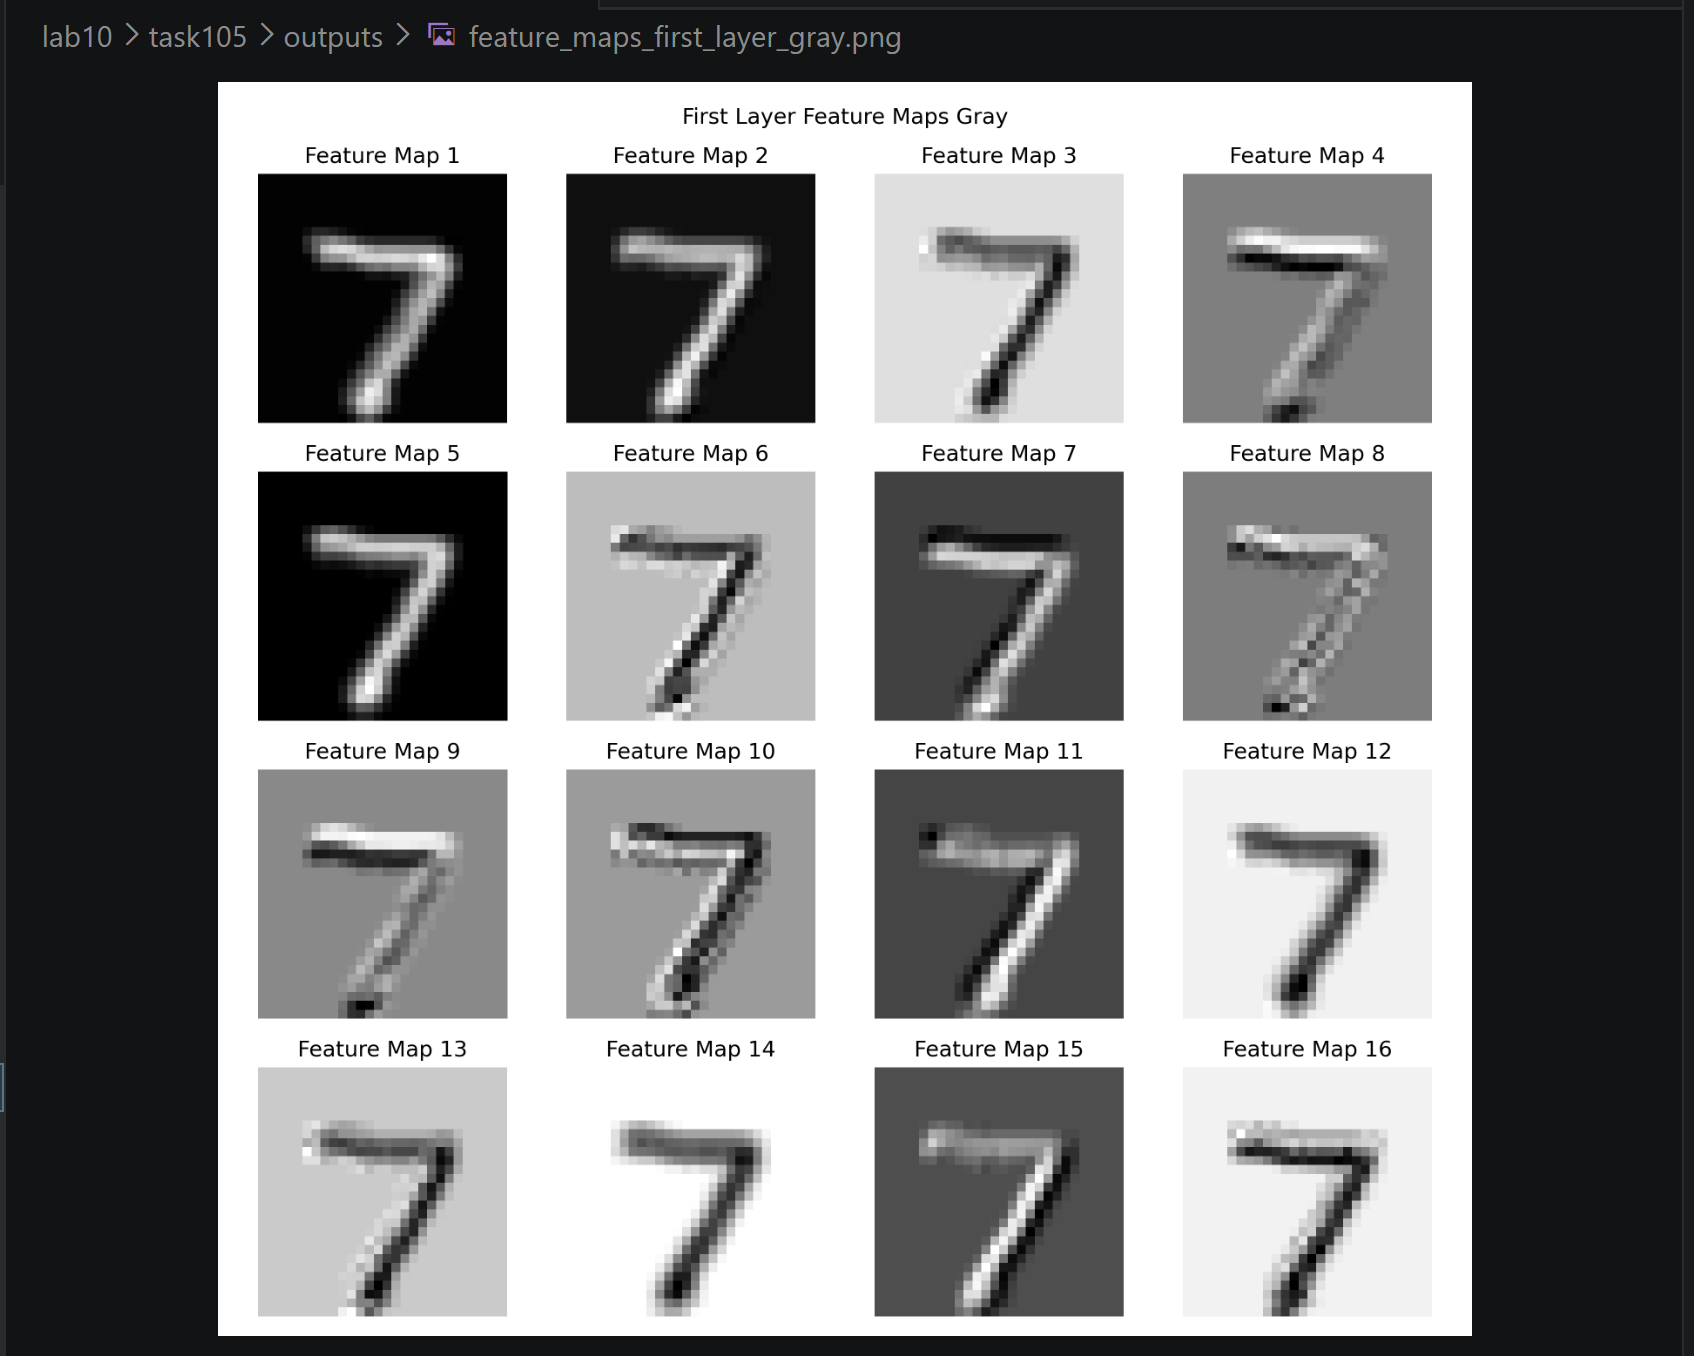 lab10 > task105 > outputs > feature_maps_first_layer_gray.png
First Layer Feature Maps Gray
Feature Map 1 Feature Map 2 Feature Map 3 Feature Map 4
Feature Map 5 Feature Map 6 Feature Map 7 Feature Map 8
Feature Map 9 Feature Map 10 Feature Map 11 Feature Map 12
Feature Map 13 Feature Map 14 Feature Map 15 Feature Map 16